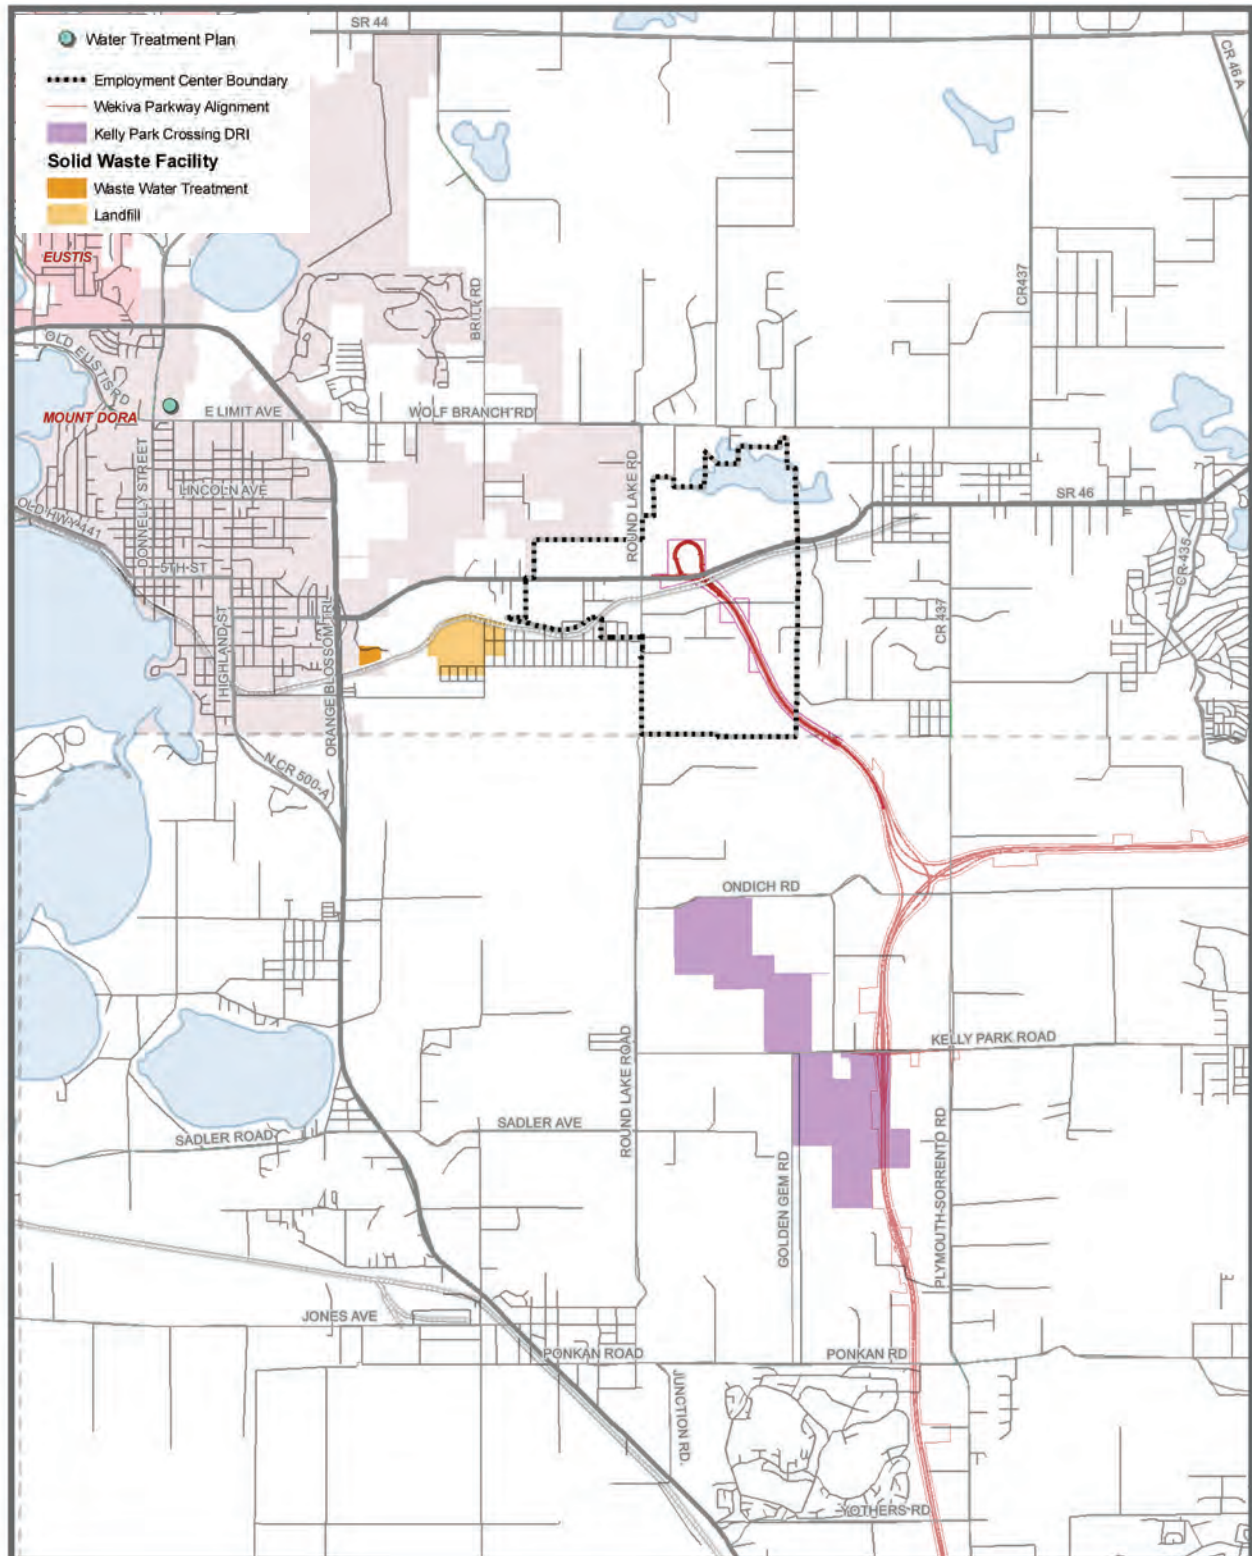 SR 44
Water Treatment Plan
Employment Center Boundary
Wekiva Parkway Alignment
Kelly Park Crossing DRI
Solid Waste Facility
Waste Water Treatment
Landfill
CR 46A
EUSTIS
BRITT RD
CR437
OLD EUSTIS RD
MOUNT DORA
E LIMIT AVE
WOLF BRANCH RD
DONNELLY STREET
LINCOLN AVE
ROUND LAKE RD
SR 46
OLD HWY 441
5TH ST
CR-435
HIGHLAND ST
ORANGE BLOSSOM TRL
CR 437
N CR 500-A
ONDICH RD
KELLY PARK ROAD
ROUND LAKE ROAD
SADLER AVE
SADLER ROAD
GOLDEN GEM RD
PLYMOUTH-SORRENTO RD
JONES AVE
PONKAN ROAD
PONKAN RD
JUNCTION RD.
YOTHERS RD